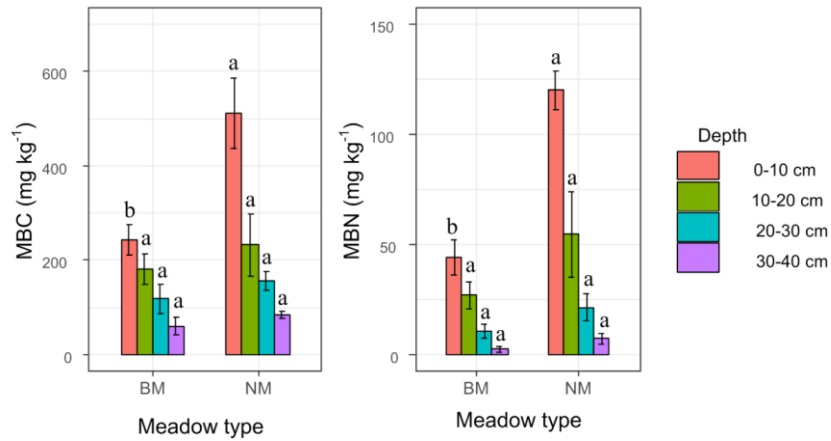 MBC (mg kg⁻¹)
600
400
200
0
b
a
a
a
a
a
a
a
BM
NM
Meadow type
MBN (mg kg⁻¹)
150
100
50
0
b
a
a
a
a
a
a
a
BM
NM
Meadow type
Depth
0-10 cm
10-20 cm
20-30 cm
30-40 cm